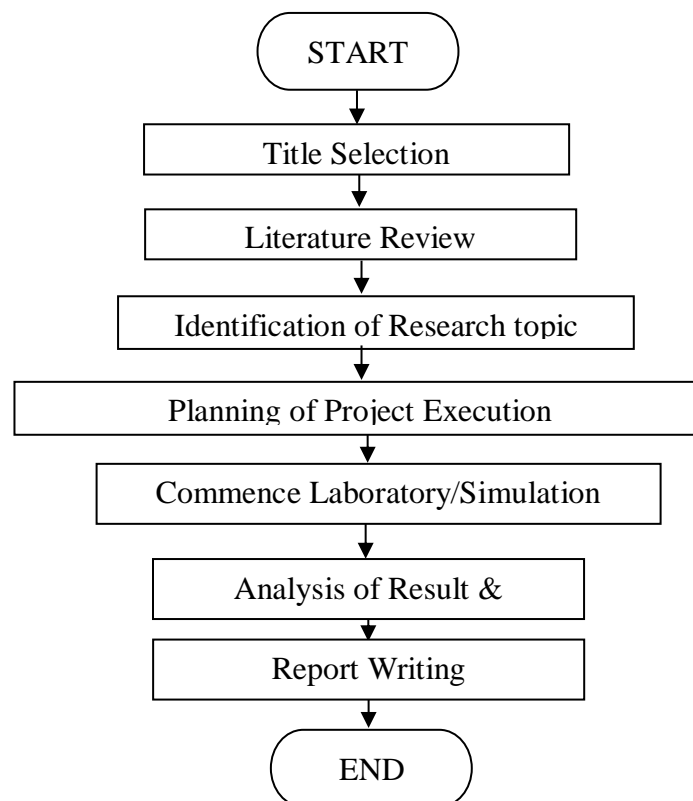 START
Title Selection
Literature Review
Identification of Research topic
Planning of Project Execution
Commence Laboratory/Simulation
Analysis of Result &
Report Writing
END